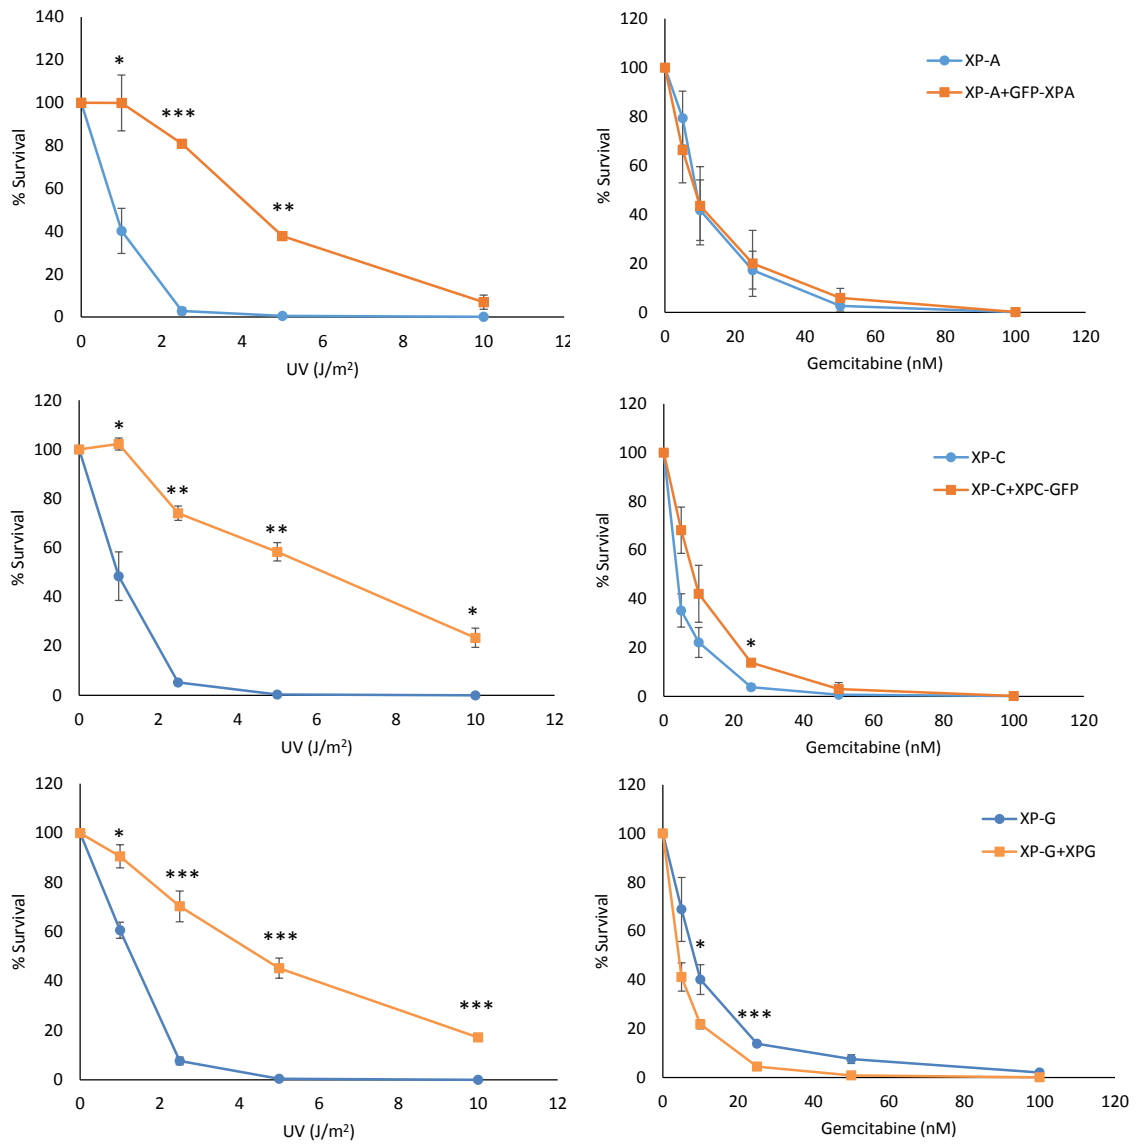 140
120
100
80
60
40
20
0
% Survival
*
***
**
0 2 4 6 8 10 12
UV (J/m²)
120
100
80
60
40
20
0
% Survival
XP-A
XP-A+GFP-XPA
0 20 40 60 80 100 120
Gemcitabine (nM)
120
100
80
60
40
20
0
% Survival
*
**
**
*
0 2 4 6 8 10 12
UV (J/m²)
120
100
80
60
40
20
0
% Survival
XP-C
XP-C+XPC-GFP
*
0 20 40 60 80 100 120
Gemcitabine (nM)
120
100
80
60
40
20
0
% Survival
*
***
***
***
0 2 4 6 8 10 12
UV (J/m²)
120
100
80
60
40
20
0
% Survival
XP-G
XP-G+XPG
*
***
0 20 40 60 80 100 120
Gemcitabine (nM)